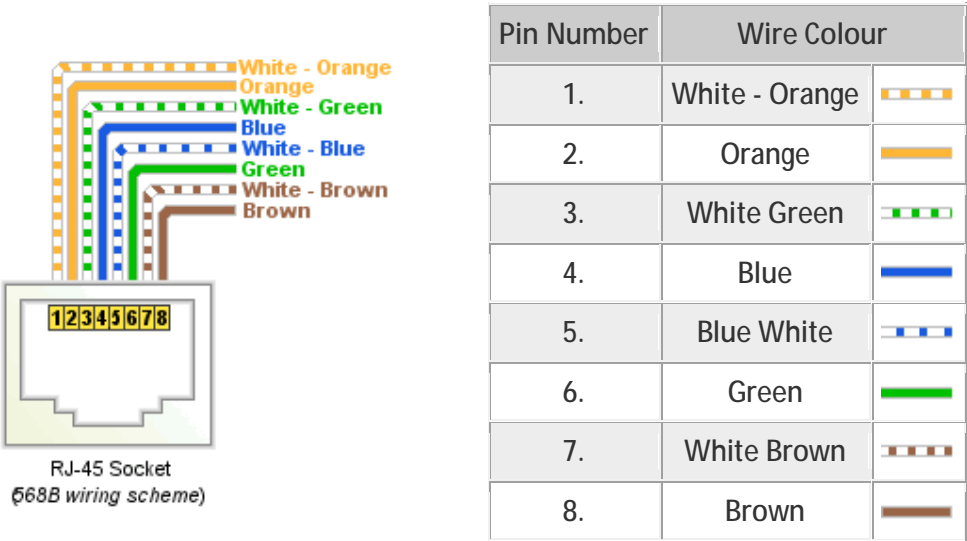 White - Orange
Orange
White - Green
Blue
White - Blue
Green
White - Brown
Brown
12345678
RJ-45 Socket
(568B wiring scheme)
Pin Number Wire Colour
1. White - Orange
2. Orange
3. White Green
4. Blue
5. Blue White
6. Green
7. White Brown
8. Brown